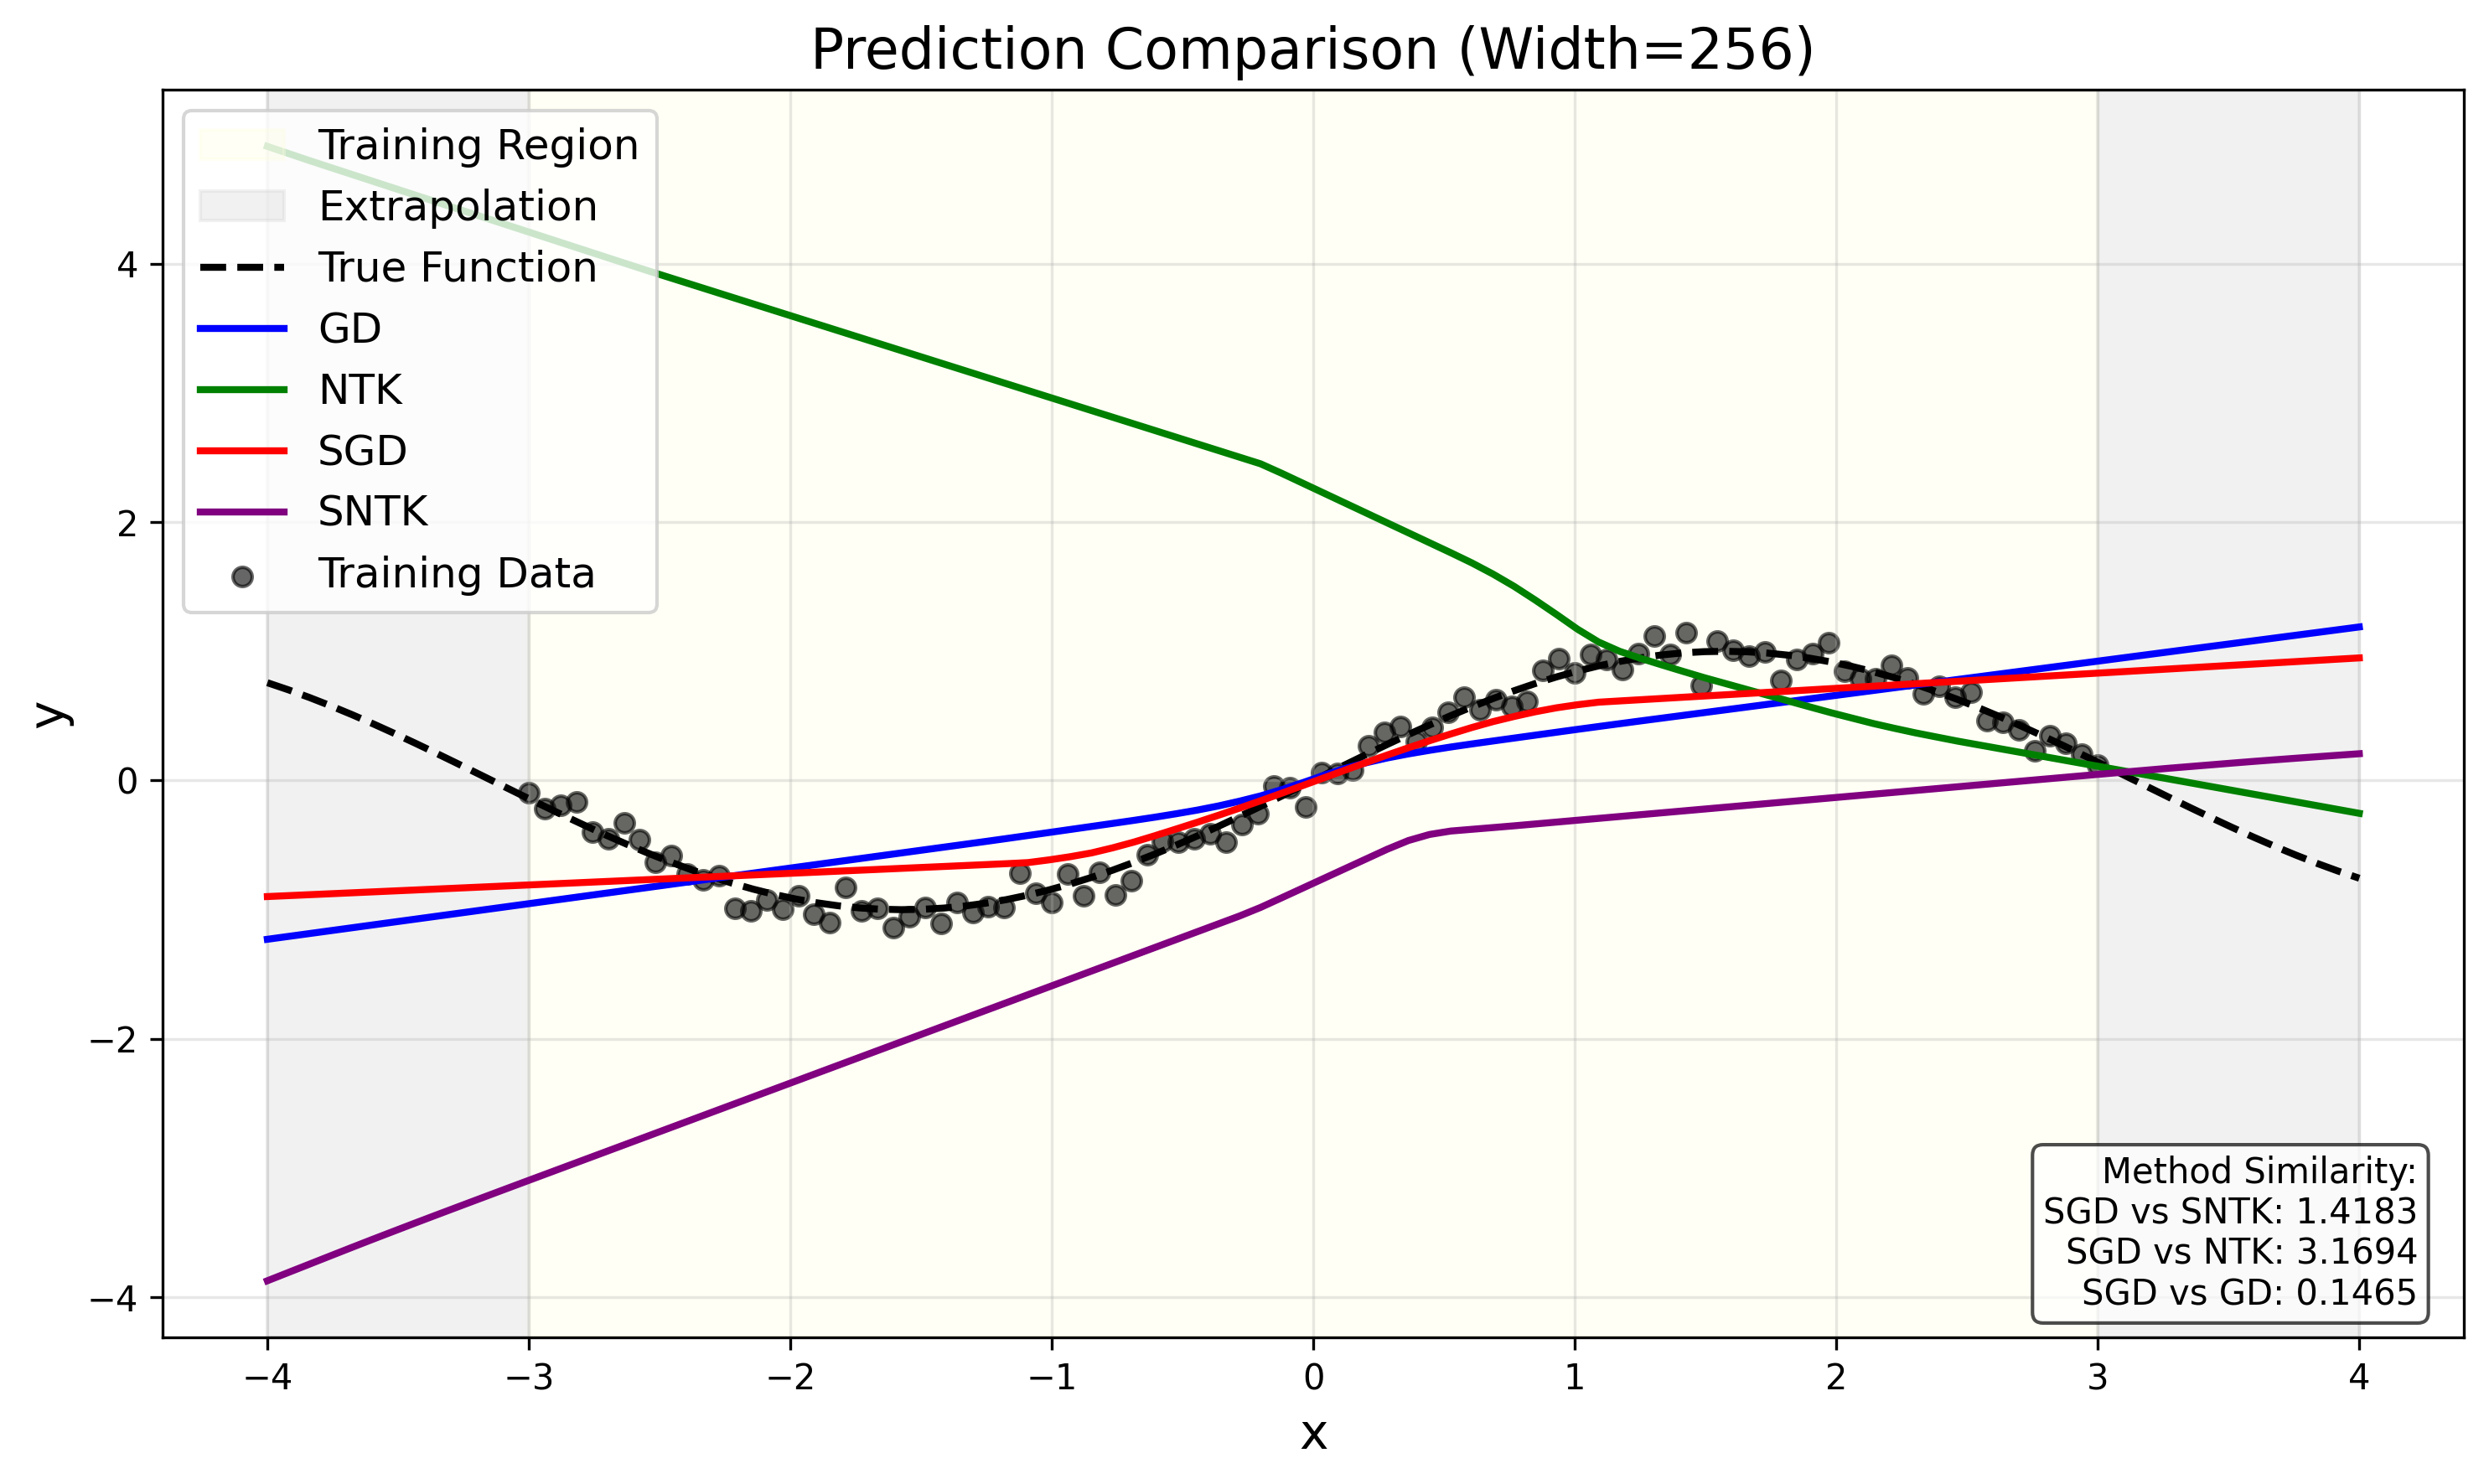 Prediction Comparison (Width=256)
Training Region
Extrapolation
True Function
GD
NTK
SGD
SNTK
Training Data
y
4
2
0
−2
−4
Method Similarity:
SGD vs SNTK: 1.4183
SGD vs NTK: 3.1694
SGD vs GD: 0.1465
−4 −3 −2 −1 0 1 2 3 4
x